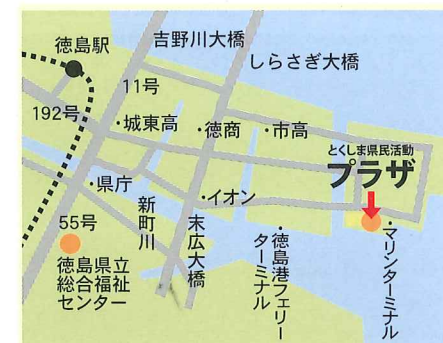 徳島駅
吉野川大橋
しらさぎ大橋
11号
192号
・城東高
・徳商
・市高
とくしま県民活動
プラザ
・県庁
・イオン
55号
新町川
末広大橋
・徳島港フェリー
ターミナル
・マリンターミナル
徳島県立
総合福祉
センター